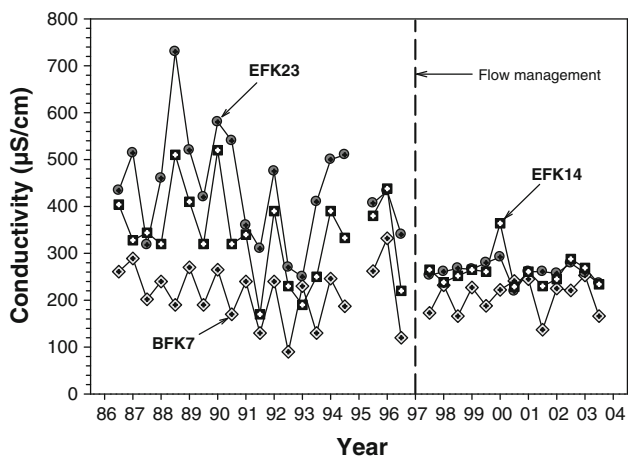 800
700
600
500
400
300
200
100
0
Conductivity (µS/cm)
EFK23
Flow management
EFK14
BFK7
86 87 88 89 90 91 92 93 94 95 96 97 98 99 00 01 02 03 04
Year